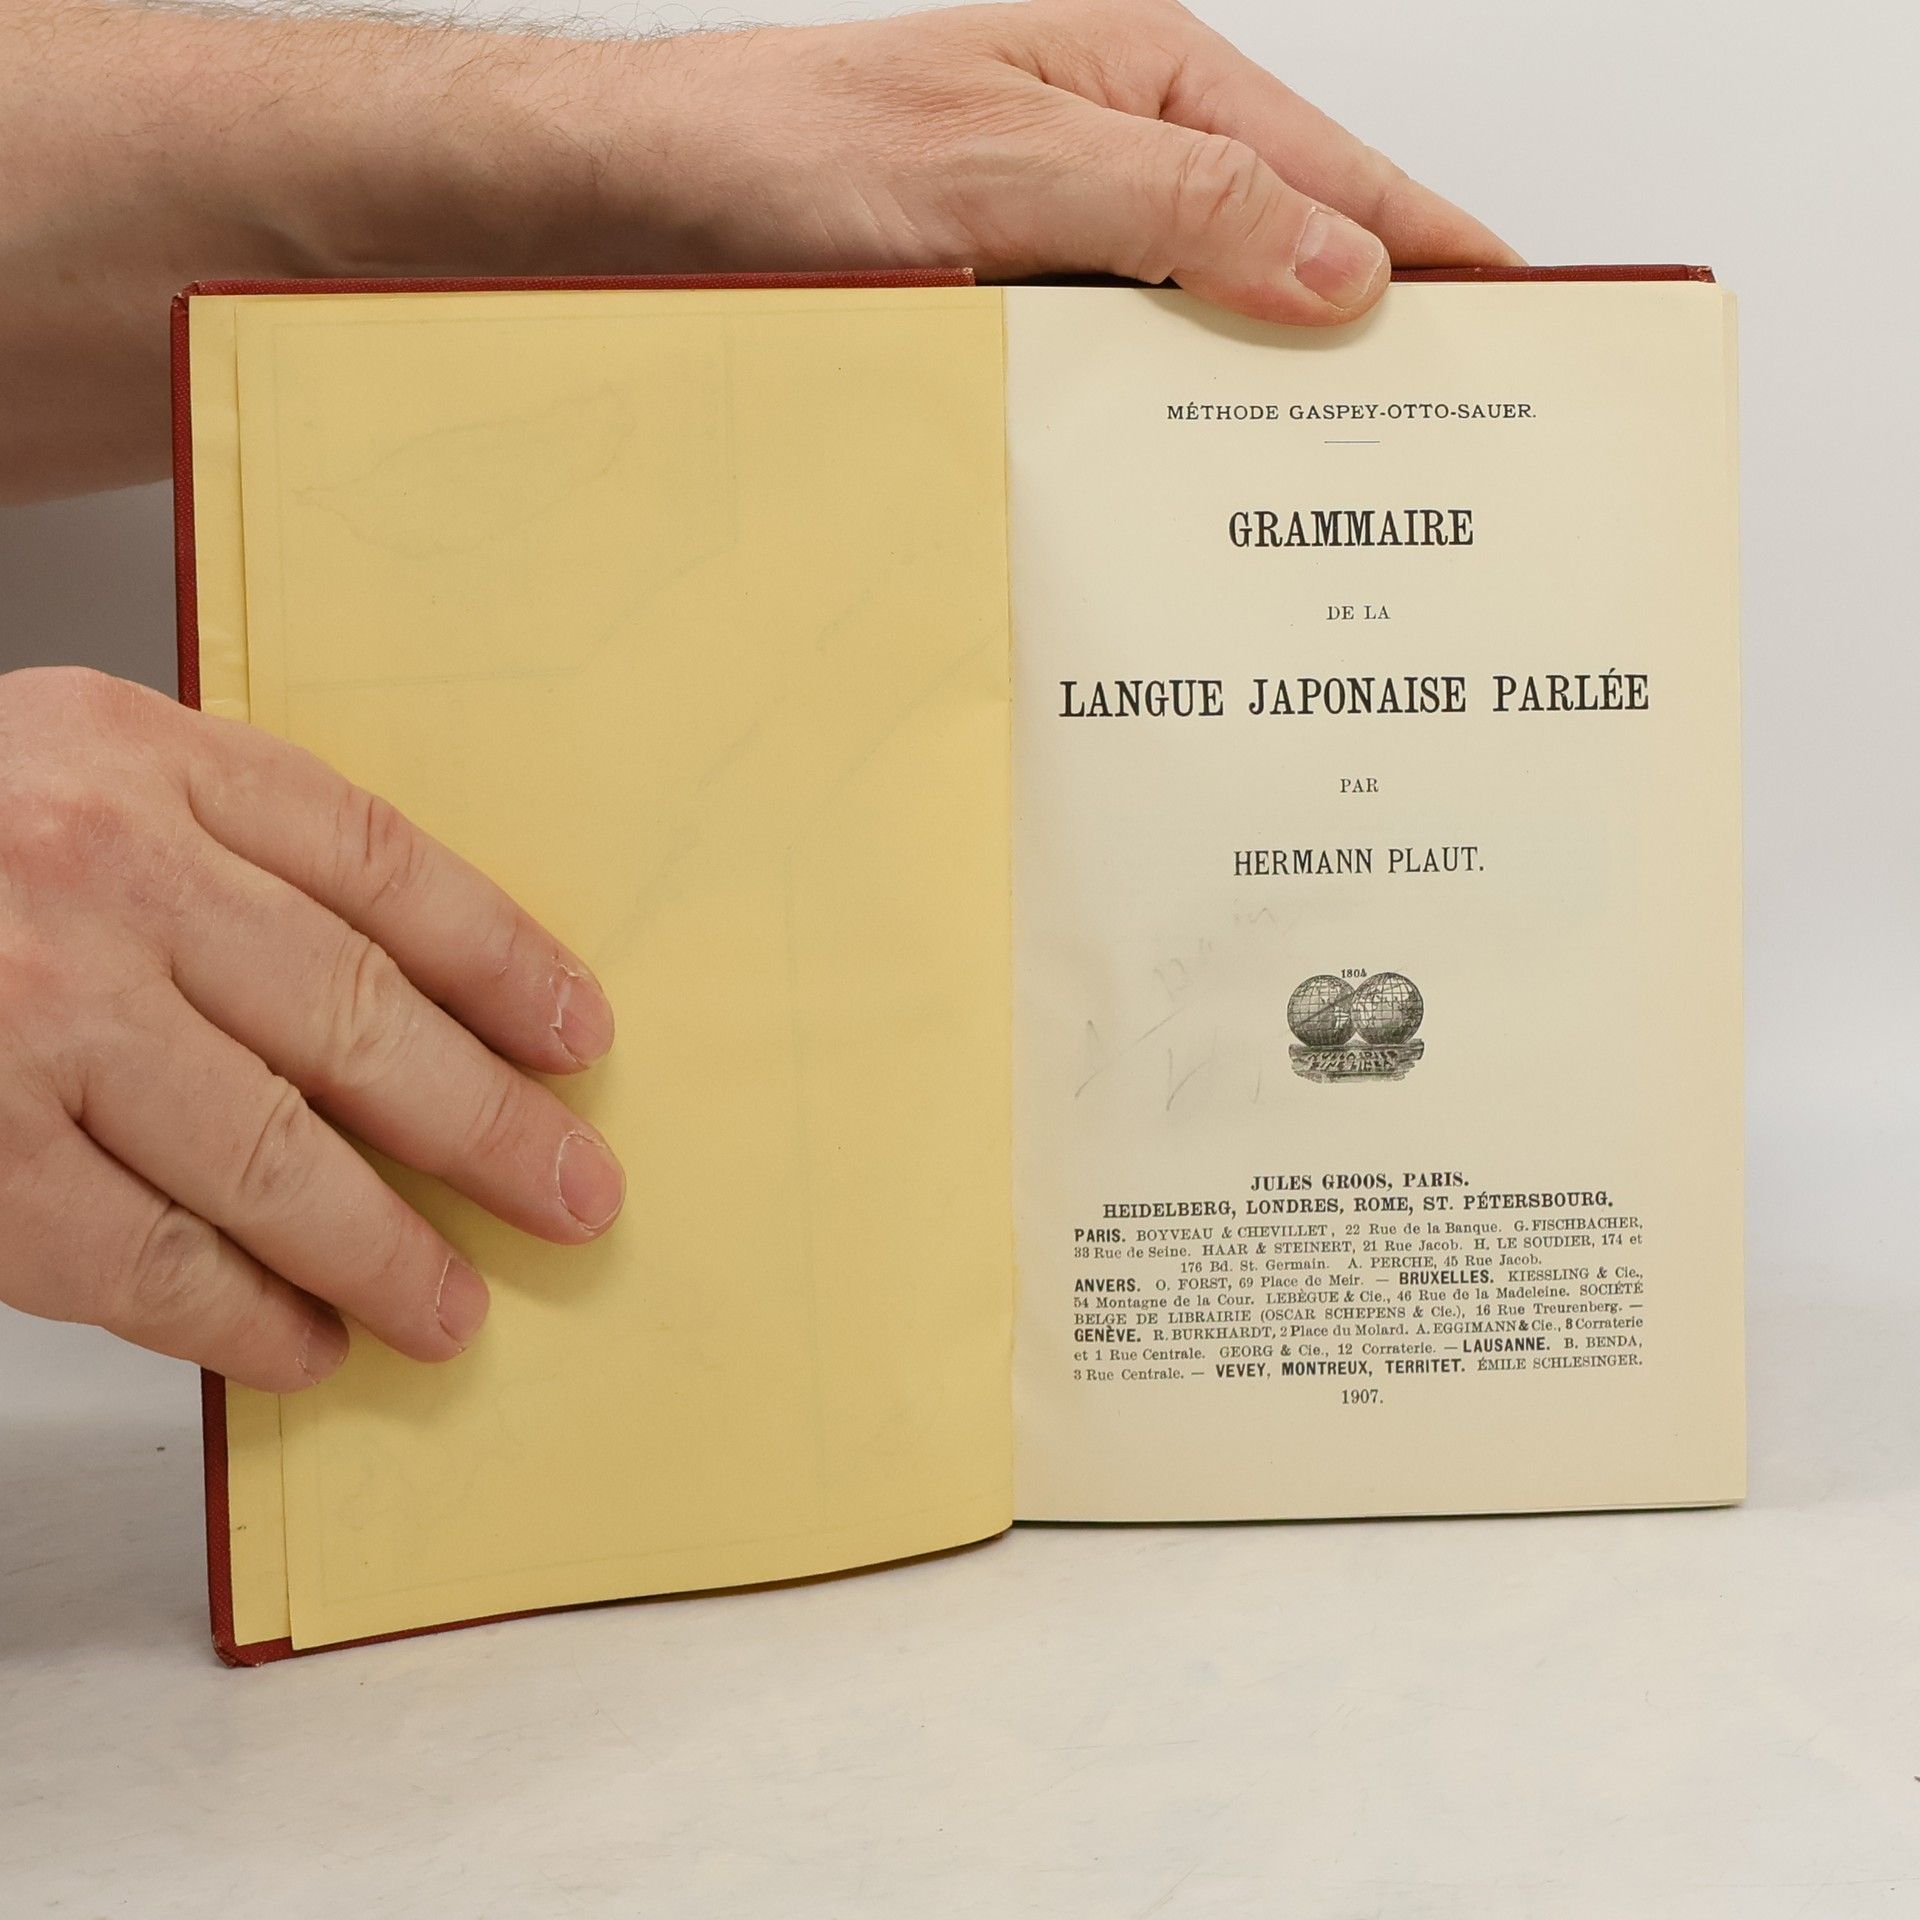 MÉTHODE GASPEY-OTTO-SAUER.
GRAMMAIRE
DE LA
LANGUE JAPONAISE PARLÉE
PAR
HERMANN PLAUT.
1804
JULES GROOS, PARIS.
HEIDELBERG, LONDRES, ROME, ST. PÉTERSBOURG.
PARIS. BOYVEAU & CHEVILLET, 22 Rue de la Banque. G. FISCHBACHER,
33 Rue de Seine. HAAR & STEINERT, 21 Rue Jacob. H. LE SOUDIER, 174 et
176 Bd. St. Germain. A. PERCHE, 45 Rue Jacob.
ANVERS. O. FORST, 69 Place de Meir. — BRUXELLES. KIESSLING & Cie.,
54 Montagne de la Cour. LEBÈGUE & Cie., 46 Rue de la Madeleine. SOCIÉTÉ
BELGE DE LIBRAIRIE (OSCAR SCHEPENS & Cie.), 16 Rue Treurenberg. —
GENÈVE. R. BURKHARDT, 2 Place du Molard. A. EGGIMANN & Cie., 8 Corraterie
et 1 Rue Centrale. GEORG & Cie., 12 Corraterie. — LAUSANNE. B. BENDA,
3 Rue Centrale. — VEVEY, MONTREUX, TERRITET. ÉMILE SCHLESINGER.
1907.